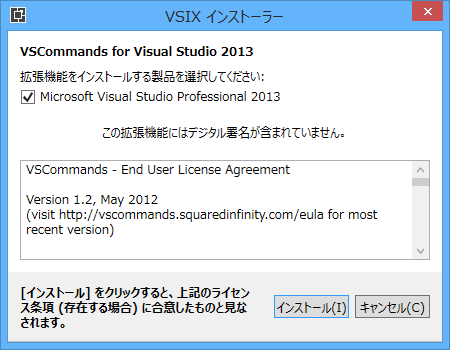 VSIX インストーラー
VSCommands for Visual Studio 2013
拡張機能をインストールする製品を選択してください:
Microsoft Visual Studio Professional 2013
この拡張機能にはデジタル署名が含まれていません。
VSCommands - End User License Agreement
Version 1.2, May 2012
(visit http://vscommands.squaredinfinity.com/eula for most
recent version)
[インストール] をクリックすると、上記のライセン
ス条項 (存在する場合) に合意したものと見な
されます。
インストール(I)
キャンセル(C)